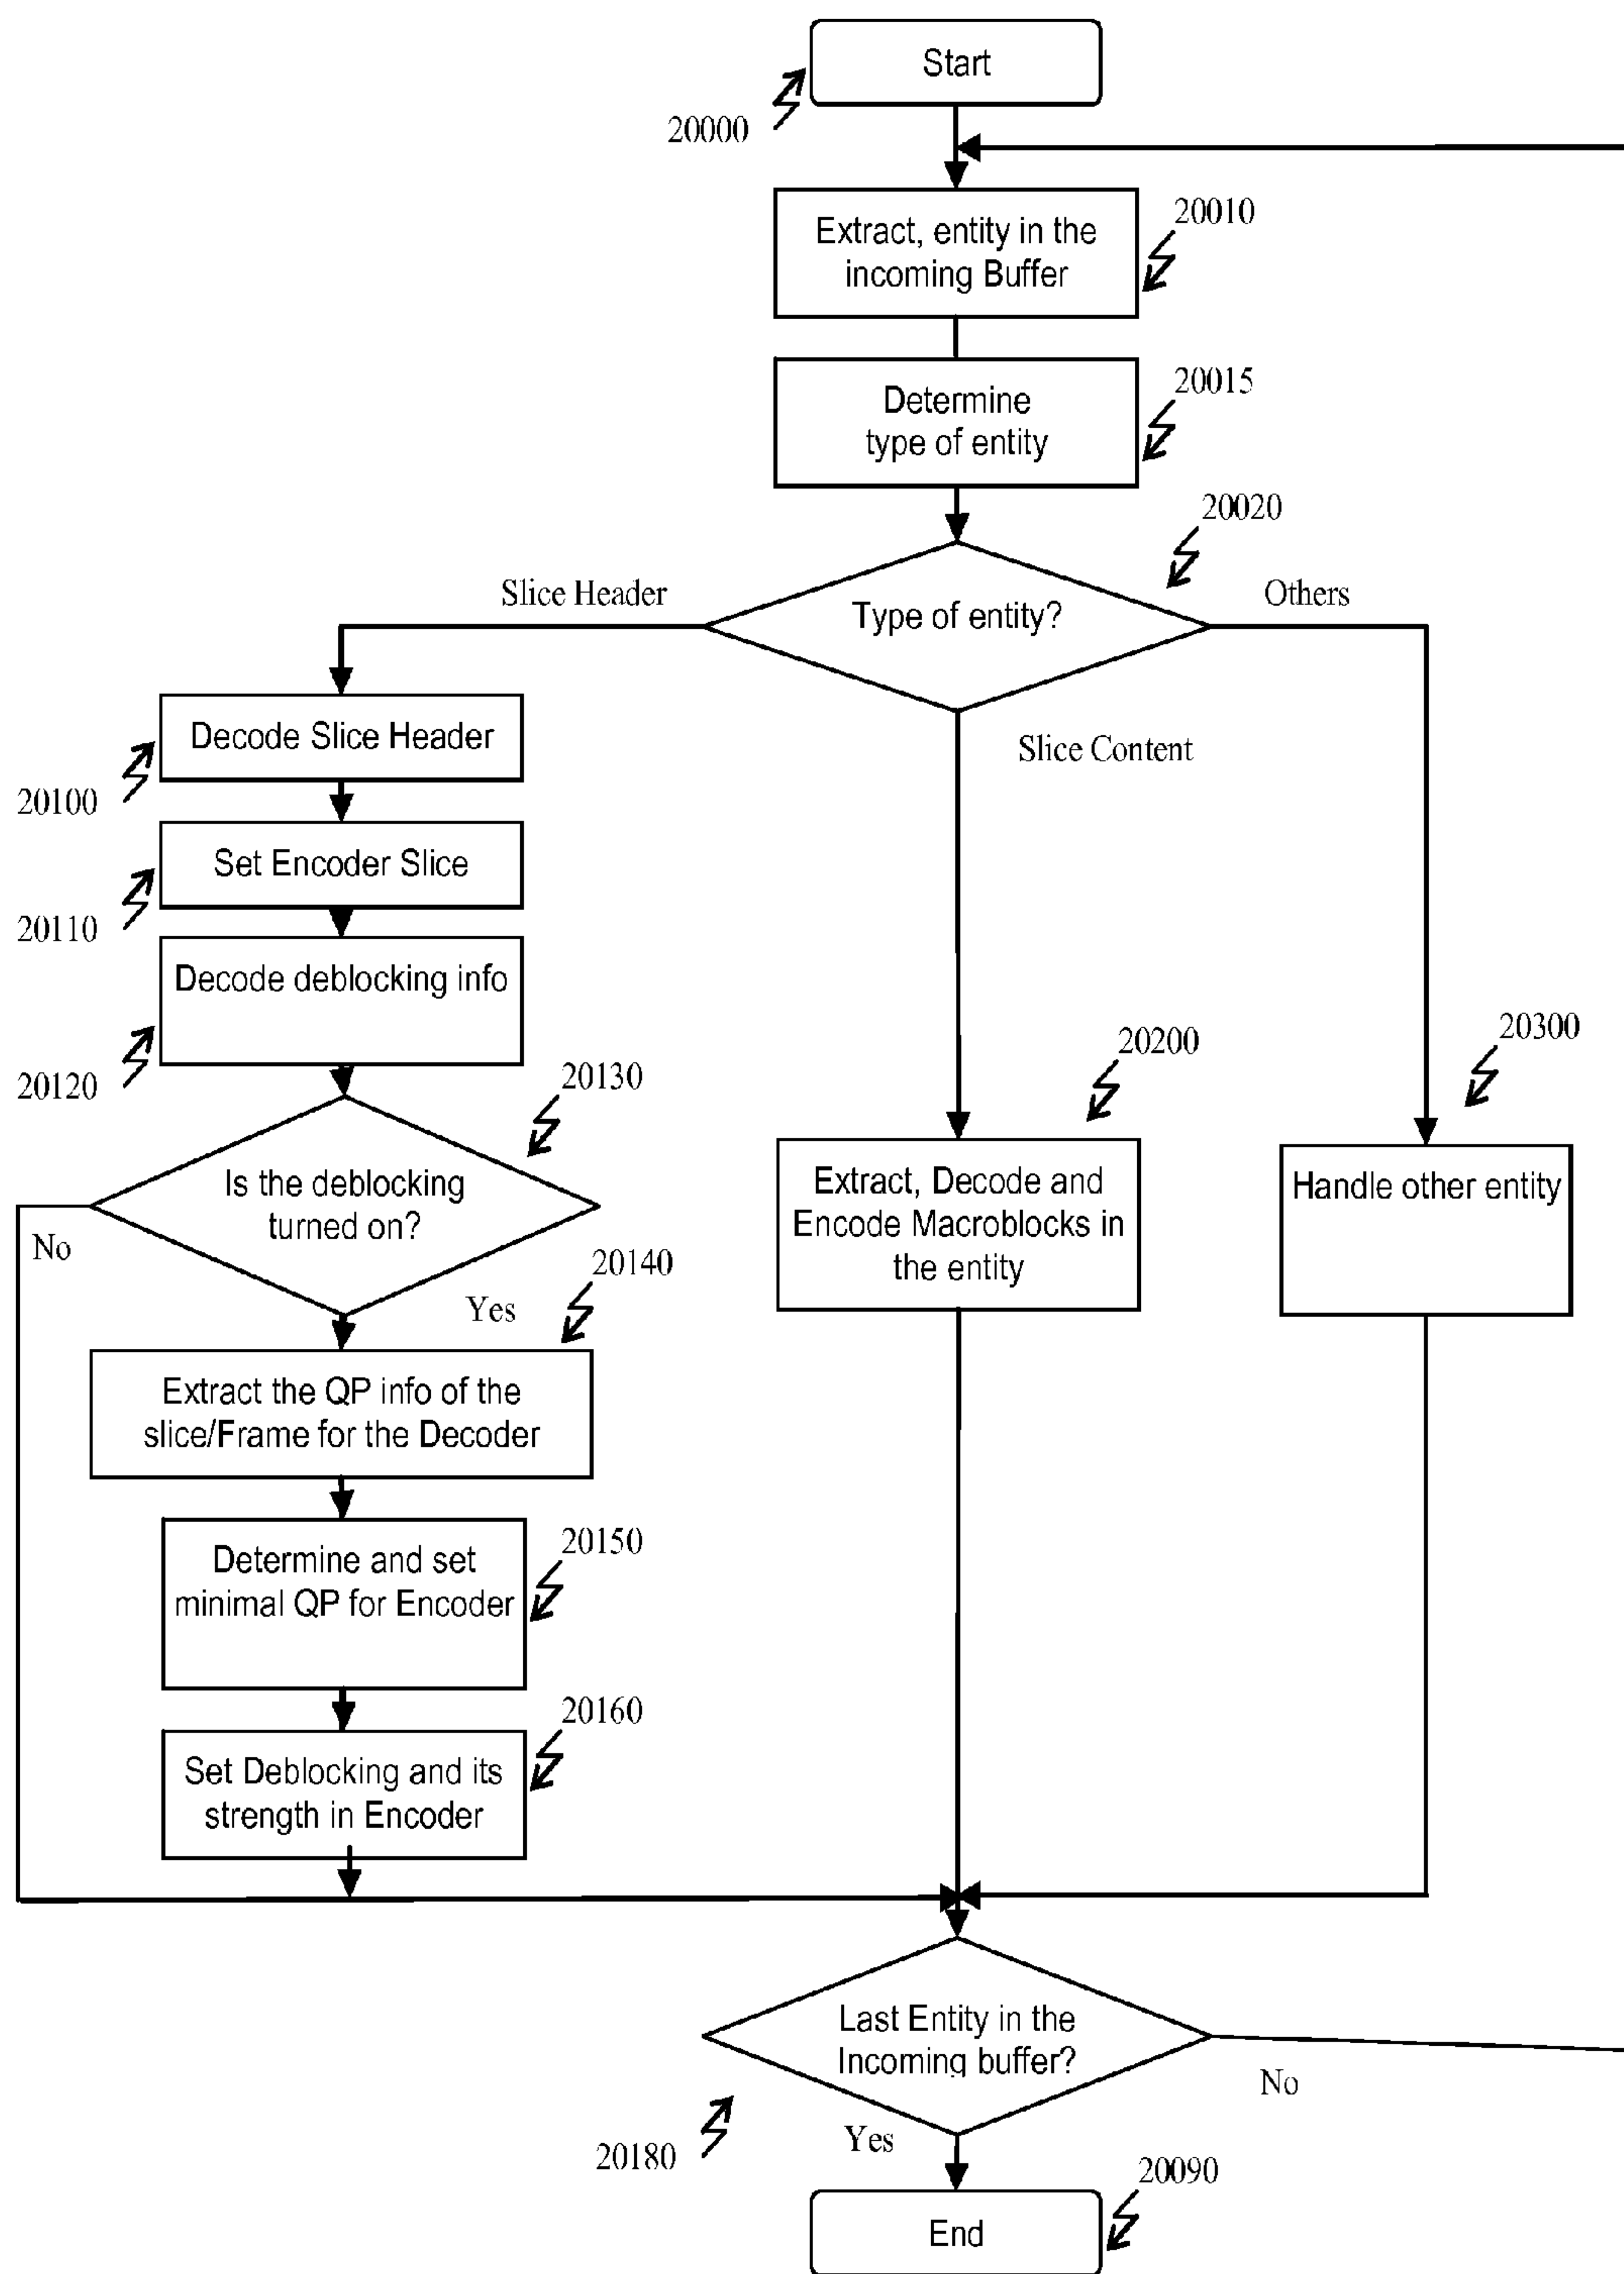 Start
20000
20010
Extract, entity in the
incoming Buffer
20015
Determine
type of entity
20020
Slice Header
Others
Type of entity?
Decode Slice Header
Slice Content
20100
Set Encoder Slice
20110
Decode deblocking info
20120
20130
20200
20300
Is the deblocking
turned on?
No
Yes
Extract, Decode and
Encode Macroblocks in
the entity
Handle other entity
20140
Extract the QP info of the
slice/Frame for the Decoder
20150
Determine and set
minimal QP for Encoder
20160
Set Deblocking and its
strength in Encoder
Last Entity in the
Incoming buffer?
No
20180
Yes
20090
End